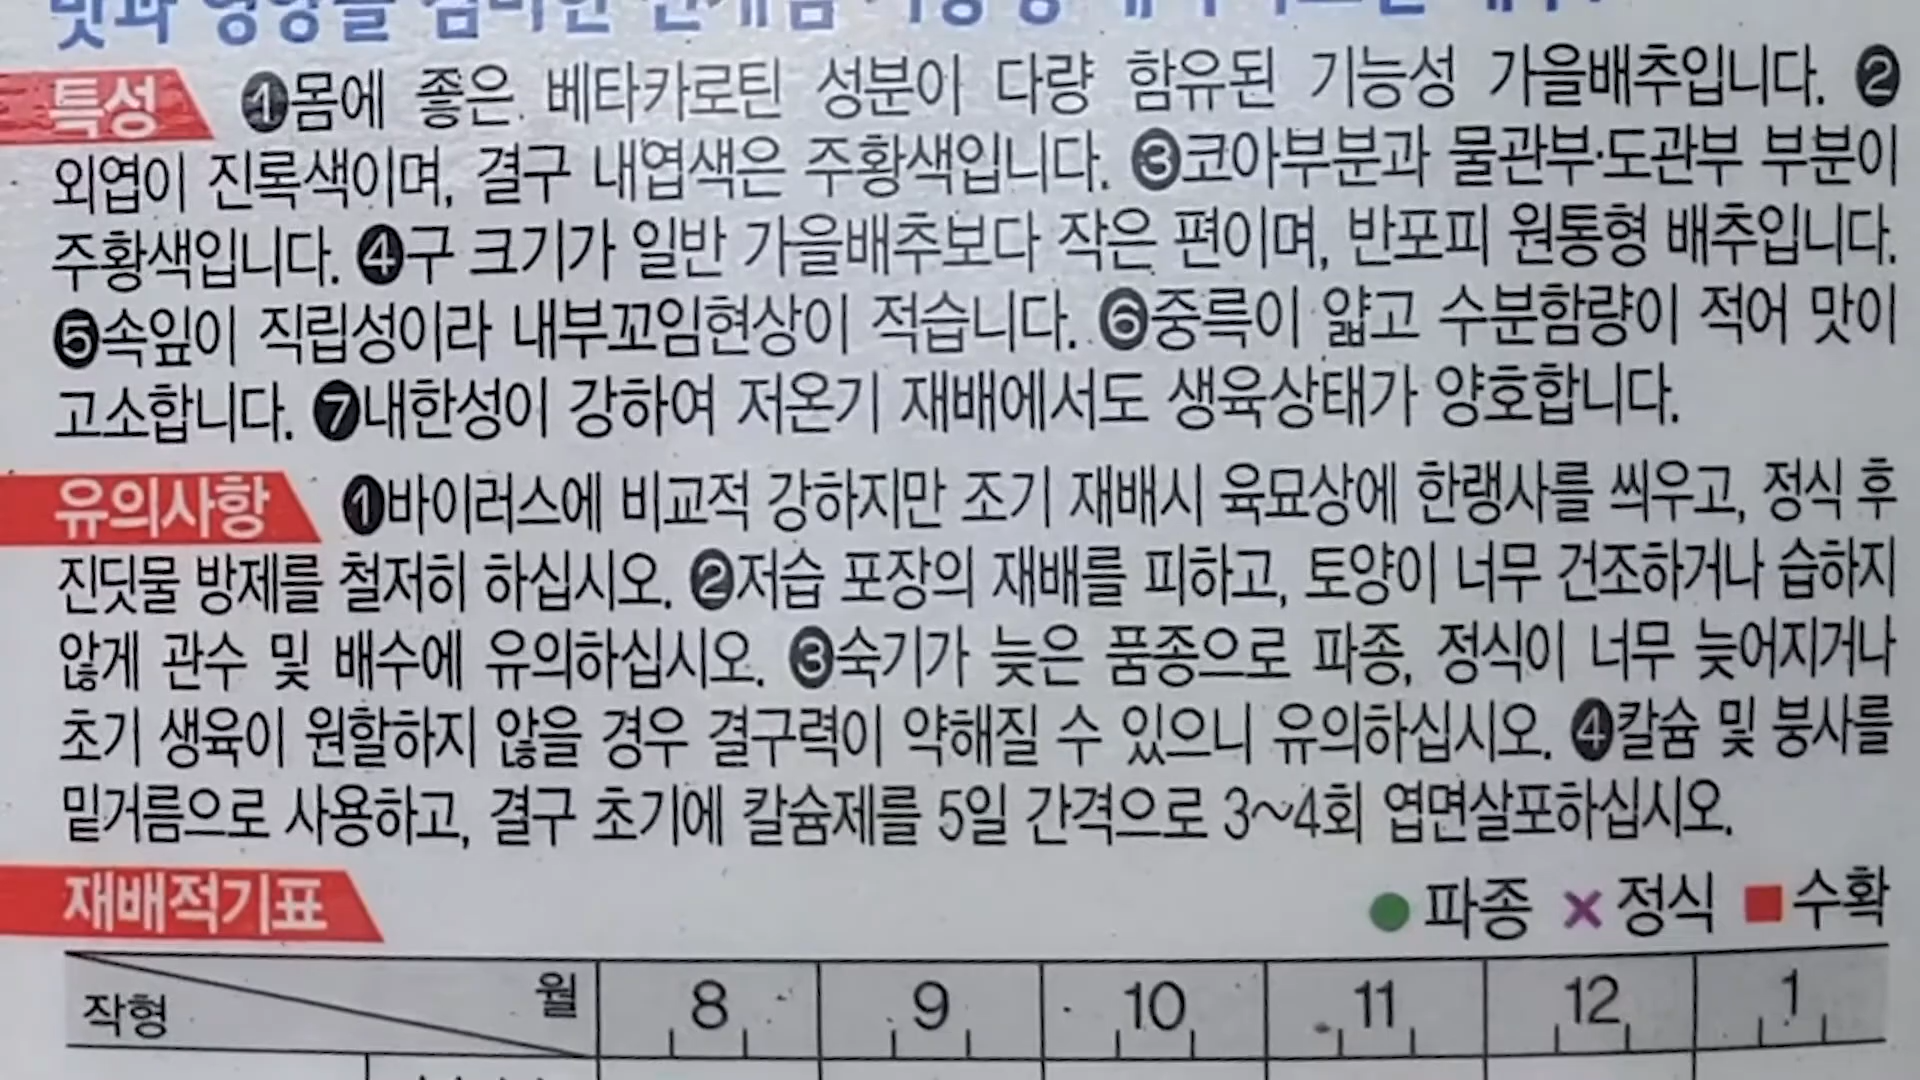 맛과 영양을 겸비한
특성 ❶몸에 좋은 베타카로틴 성분이 다량 함유된 기능성 가을배추입니다. ❷
외엽이 진록색이며, 결구 내엽색은 주황색입니다. ❸코아부분과 물관부·도관부 부분이
주황색입니다. ❹구 크기가 일반 가을배추보다 작은 편이며, 반포피 원통형 배추입니다.
❺속잎이 직립성이라 내부꼬임현상이 적습니다. ❻중륵이 얇고 수분함량이 적어 맛이
고소합니다. ❼내한성이 강하여 저온기 재배에서도 생육상태가 양호합니다.
유의사항 ❶바이러스에 비교적 강하지만 조기 재배시 육묘상에 한랭사를 씌우고, 정식 후
진딧물 방제를 철저히 하십시오. ❷저습 포장의 재배를 피하고, 토양이 너무 건조하거나 습하지
않게 관수 및 배수에 유의하십시오. ❸숙기가 늦은 품종으로 파종, 정식이 너무 늦어지거나
초기 생육이 원할하지 않을 경우 결구력이 약해질 수 있으니 유의하십시오. ❹칼슘 및 붕사를
밑거름으로 사용하고, 결구 초기에 칼슘제를 5일 간격으로 3~4회 엽면살포하십시오.
재배적기표 ● 파종 × 정식 ■ 수확
작형 월 8 9 10 11 12 1